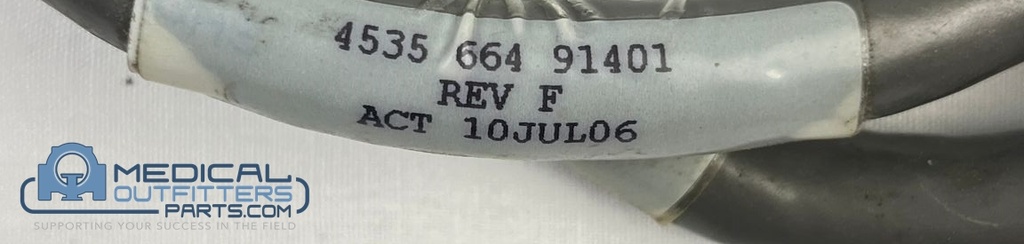 4535 664 91401
REV F
ACT 10JUL06
MEDICAL
OUTFITTERS
PARTS.COM
SUPPORTING YOUR SUCCESS IN THE FIELD